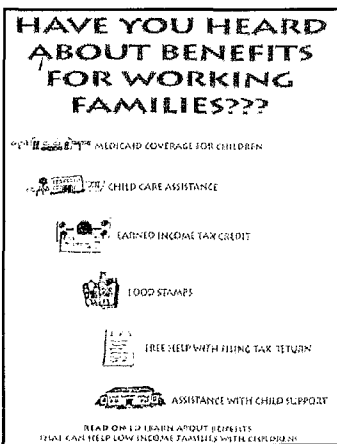 HAVE YOU HEARD
ABOUT BENEFITS
FOR WORKING
FAMILIES???
MEDICAID COVERAGE FOR CHILDREN
CHILD CARE ASSISTANCE
EARNED INCOME TAX CREDIT
FOOD STAMPS
FREE HELP WITH FILING TAX RETURN
ASSISTANCE WITH CHILD SUPPORT
READ ON TO LEARN ABOUT BENEFITS
THAT CAN HELP LOW INCOME FAMILIES WITH CHILDREN!